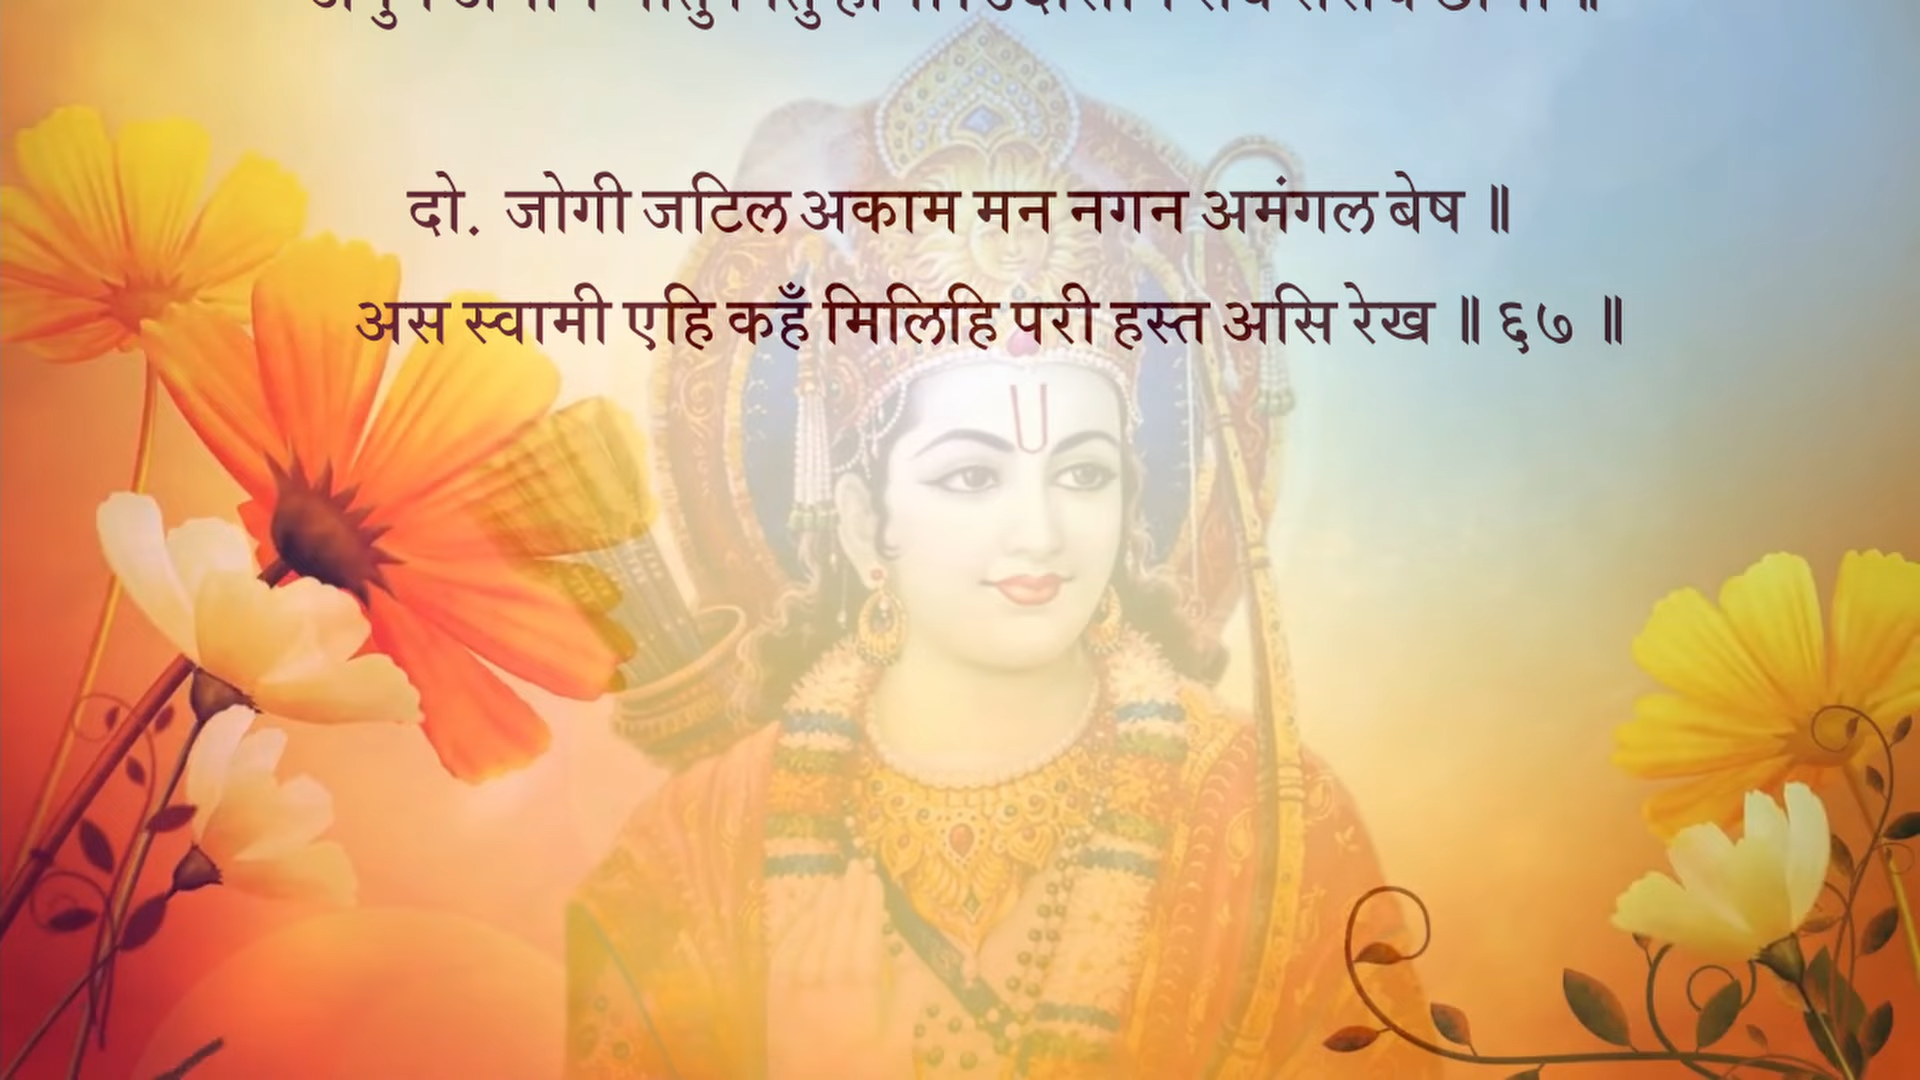 दो. जोगी जटिल अकाम मन नगन अमंगल बेष ॥
अस स्वामी एहि कहँ मिलिहि परी हस्त असि रेख ॥ ६७ ॥